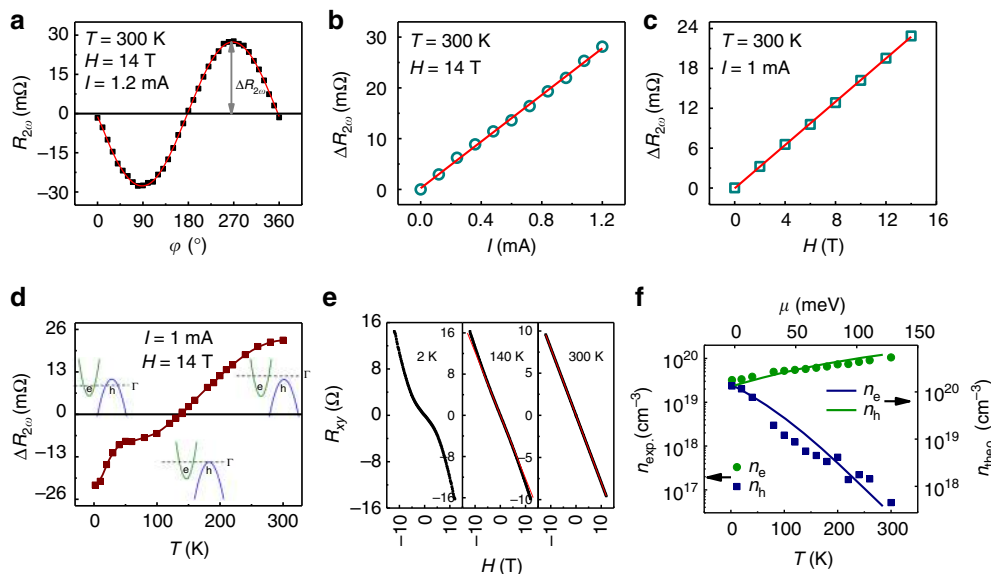 a
T = 300 K
H = 14 T
I = 1.2 mA
ΔR2ω
R2ω (mΩ)
30
15
0
−15
−30
0 90 180 270 360
φ (°)
b
T = 300 K
H = 14 T
ΔR2ω (mΩ)
30
20
10
0
0.0 0.4 0.8 1.2
I (mA)
c
T = 300 K
I = 1 mA
ΔR2ω (mΩ)
24
18
12
6
0
0 4 8 12 16
H (T)
d
I = 1 mA
H = 14 T
ΔR2ω (mΩ)
26
13
0
−13
−26
e h Γ
e h Γ
e h Γ
0 100 200 300
T (K)
e
Rxy (Ω)
16
8
0
−8
−16
2 K
16
8
0
−8
−16
140 K
10
5
0
−5
−10
300 K
−10 0 10
−10 0 10
−10 0 10
H (T)
f
μ (meV)
0 50 100 150
nexp. (cm−3)
10^20
10^19
10^18
10^17
ne
nh
ne
nh
10^20
10^19
10^18
ntheo. (cm−3)
0 100 200 300
T (K)